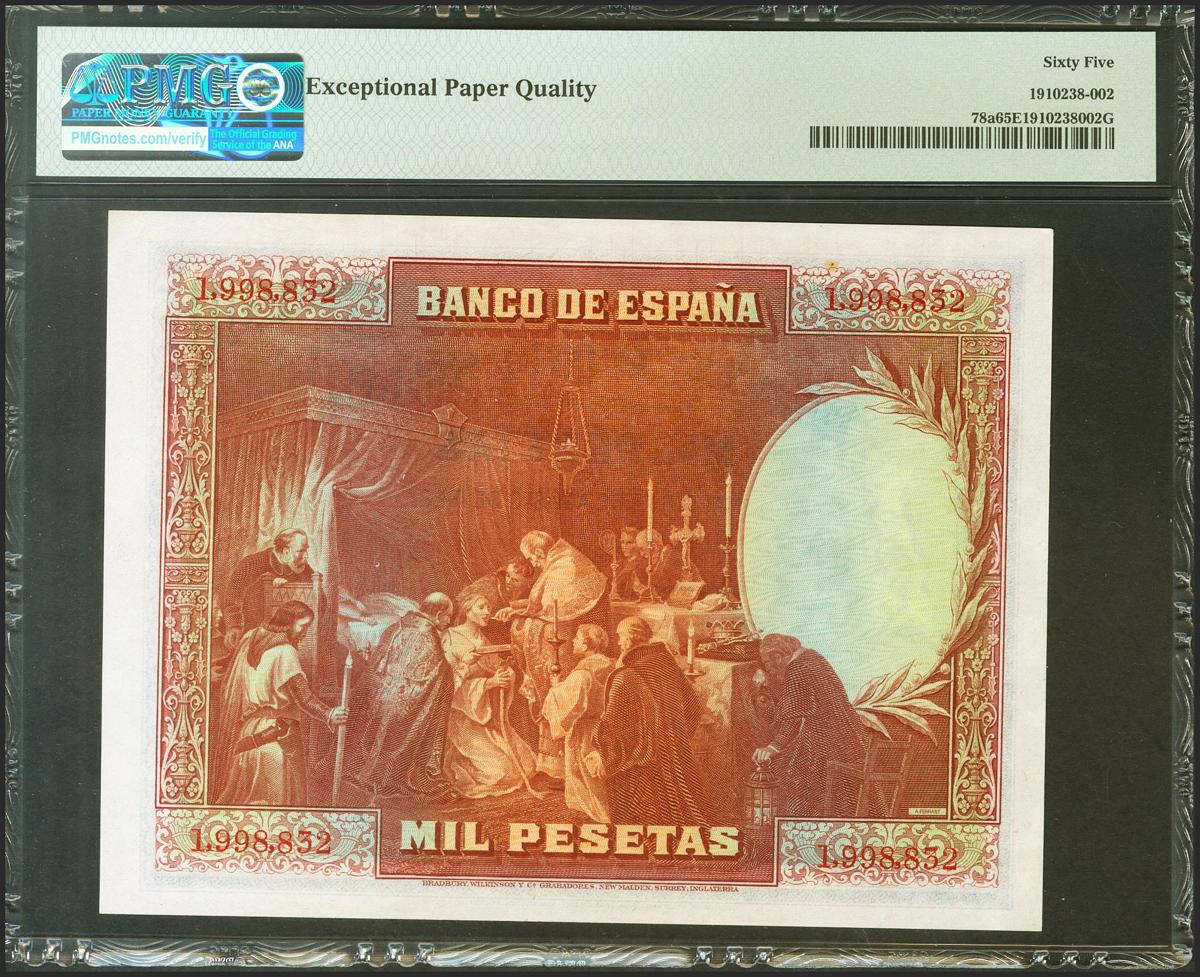 PMG
PAPER MONEY GUARANTY
PMGnotes.com/verify
The Official Grading
Service of the ANA
Exceptional Paper Quality
Sixty Five
1910238-002
78a65E1910238002G
1,998,832
BANCO DE ESPAÑA
1,998,832
A. FERRANT
1,998,832
MIL PESETAS
1,998,832
BRADBURY, WILKINSON Y Cª GRABADORES, NEW MALDEN, SURREY, INGLATERRA